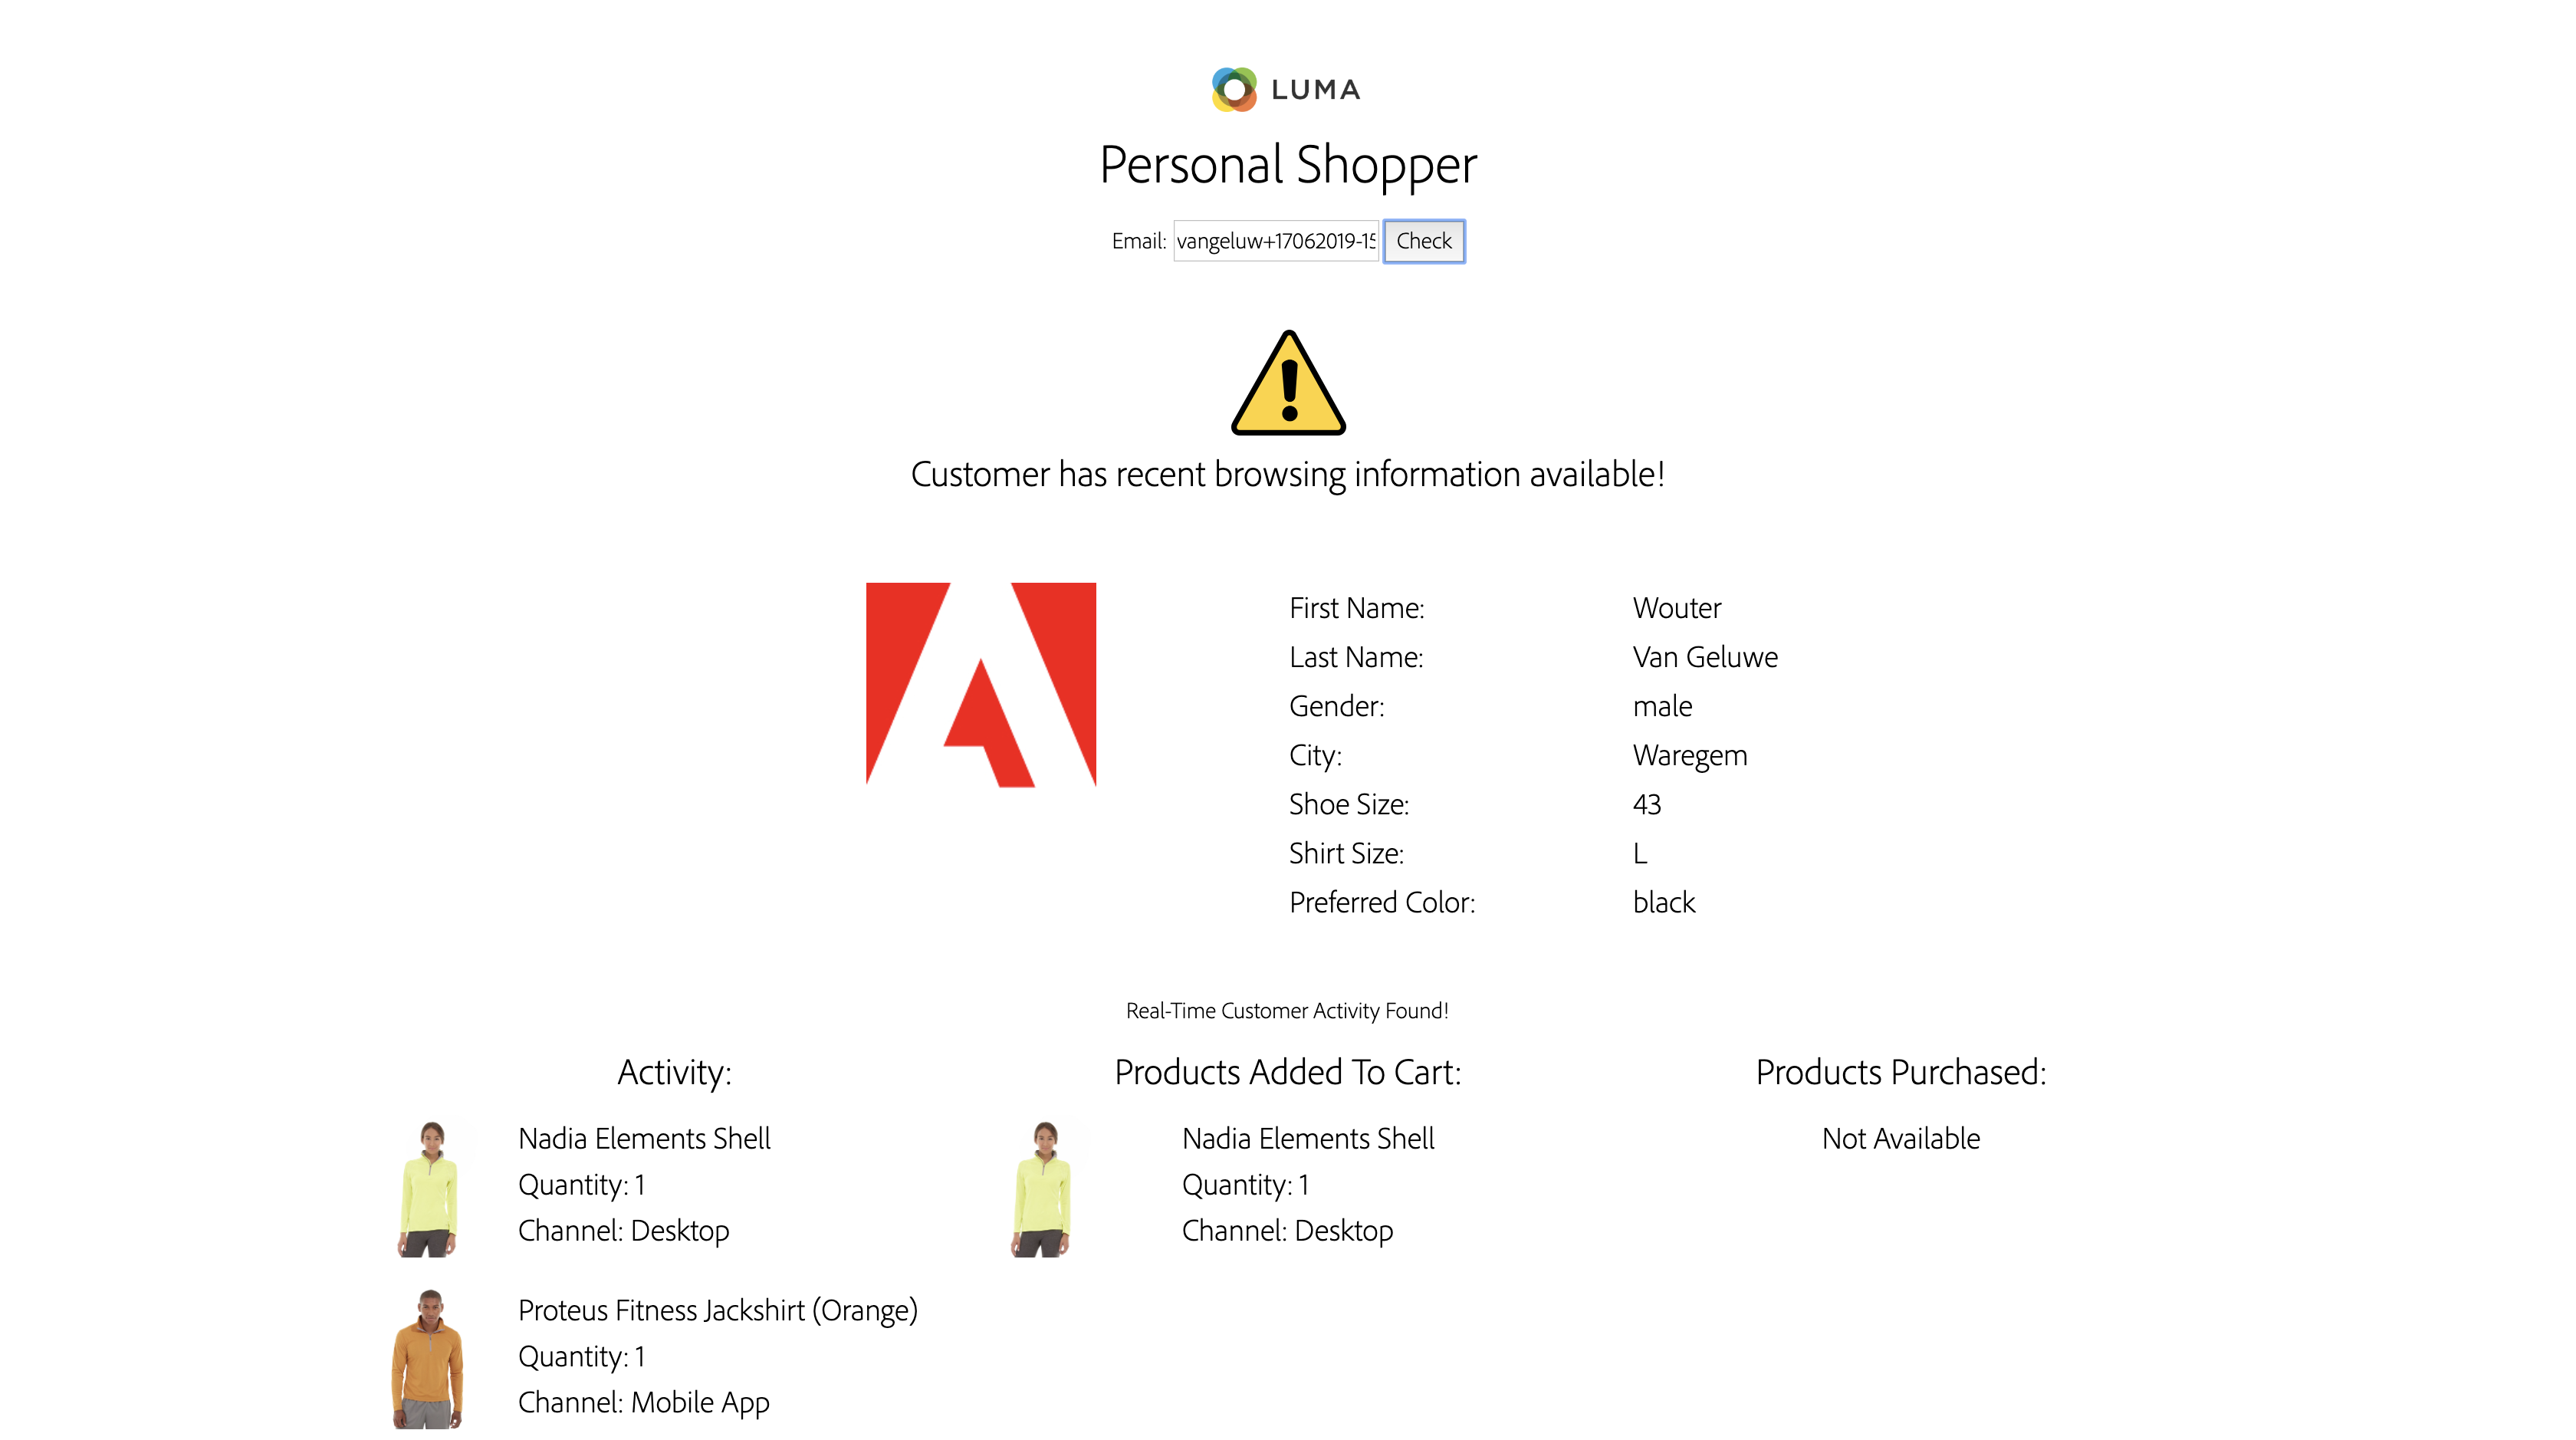 LUMA
Personal Shopper
Email: vangeluw+17062019-15 Check
Customer has recent browsing information available!
First Name: Wouter
Last Name: Van Geluwe
Gender: male
City: Waregem
Shoe Size: 43
Shirt Size: L
Preferred Color: black
Real-Time Customer Activity Found!
Activity:
Nadia Elements Shell
Quantity: 1
Channel: Desktop
Proteus Fitness Jackshirt (Orange)
Quantity: 1
Channel: Mobile App
Products Added To Cart:
Nadia Elements Shell
Quantity: 1
Channel: Desktop
Products Purchased:
Not Available